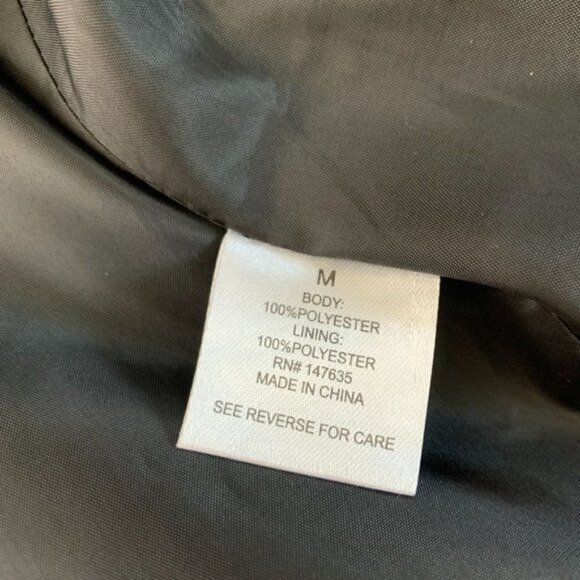 M
BODY:
100%POLYESTER
LINING:
100%POLYESTER
RN# 147635
MADE IN CHINA
SEE REVERSE FOR CARE